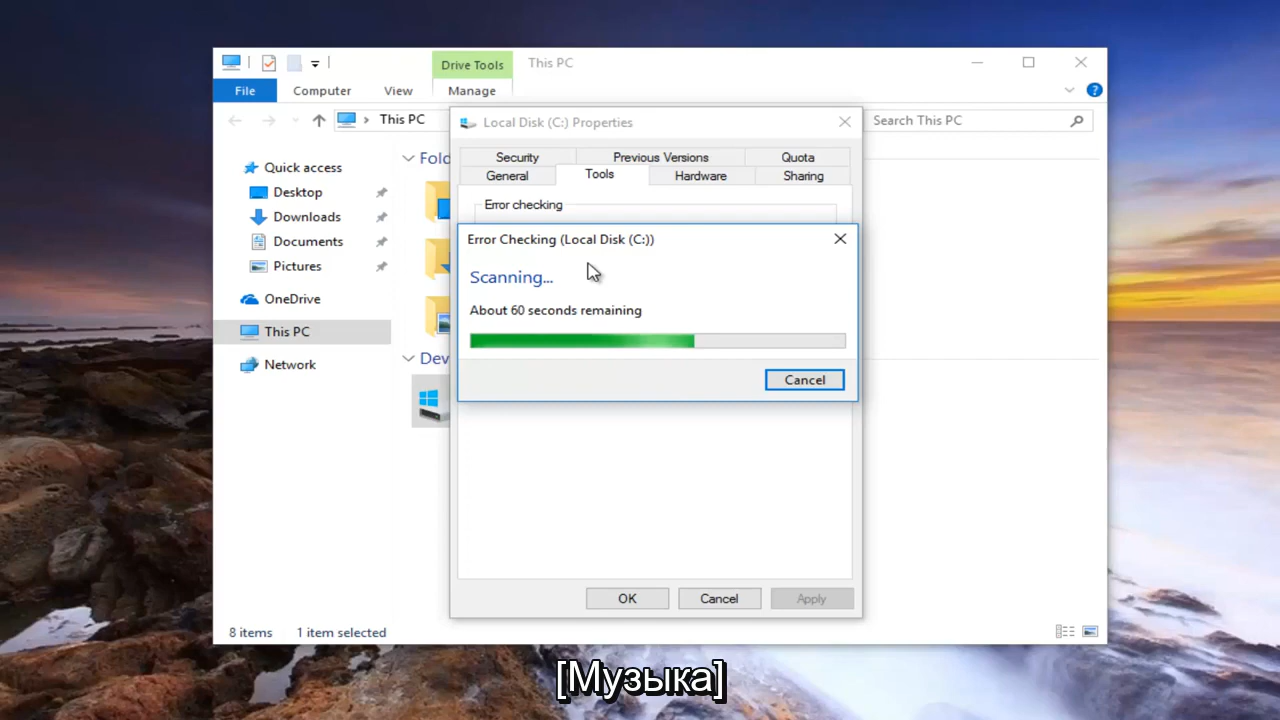 Drive Tools
This PC
File
Computer
View
Manage
This PC
Search This PC
Local Disk (C:) Properties
Security
Previous Versions
Quota
General
Tools
Hardware
Sharing
Error checking
Error Checking (Local Disk (C:))
Scanning...
About 60 seconds remaining
Cancel
Quick access
Desktop
Downloads
Documents
Pictures
OneDrive
This PC
Network
Fold
Dev
OK
Cancel
Apply
8 items
1 item selected
[Музыка]